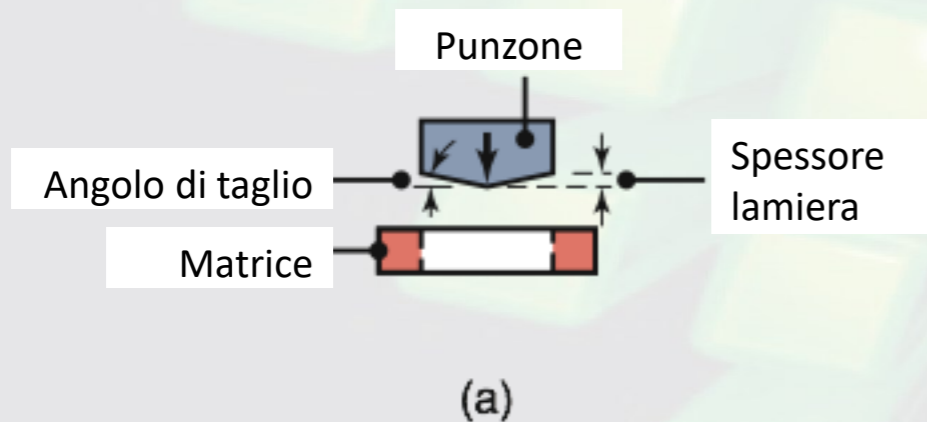 Punzone
Angolo di taglio
Spessore
lamiera
Matrice
(a)